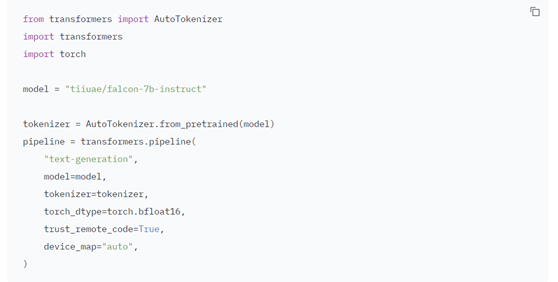 from transformers import AutoTokenizer
import transformers
import torch

model = "tiiuae/falcon-7b-instruct"

tokenizer = AutoTokenizer.from_pretrained(model)
pipeline = transformers.pipeline(
    "text-generation",
    model=model,
    tokenizer=tokenizer,
    torch_dtype=torch.bfloat16,
    trust_remote_code=True,
    device_map="auto",
)